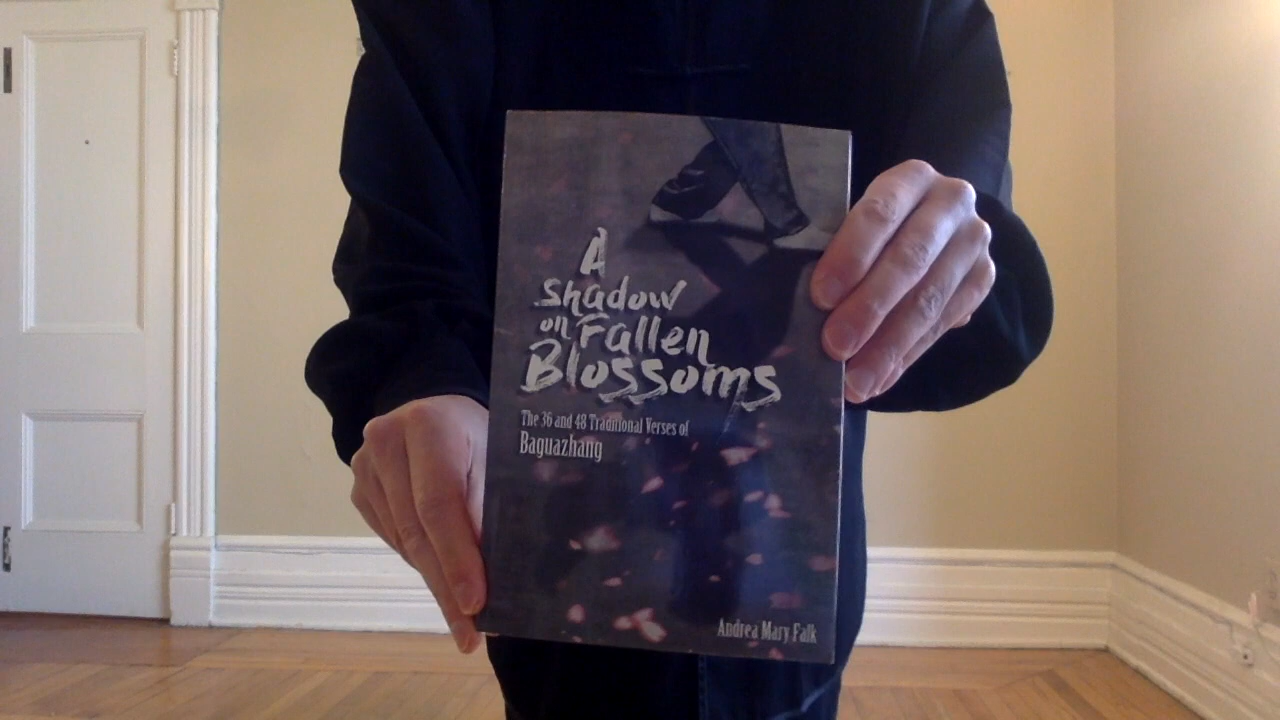 A
Shadow
on Fallen
Blossoms
The 36 and 48 Traditional Verses of
Baguazhang
Andrea Mary Falk